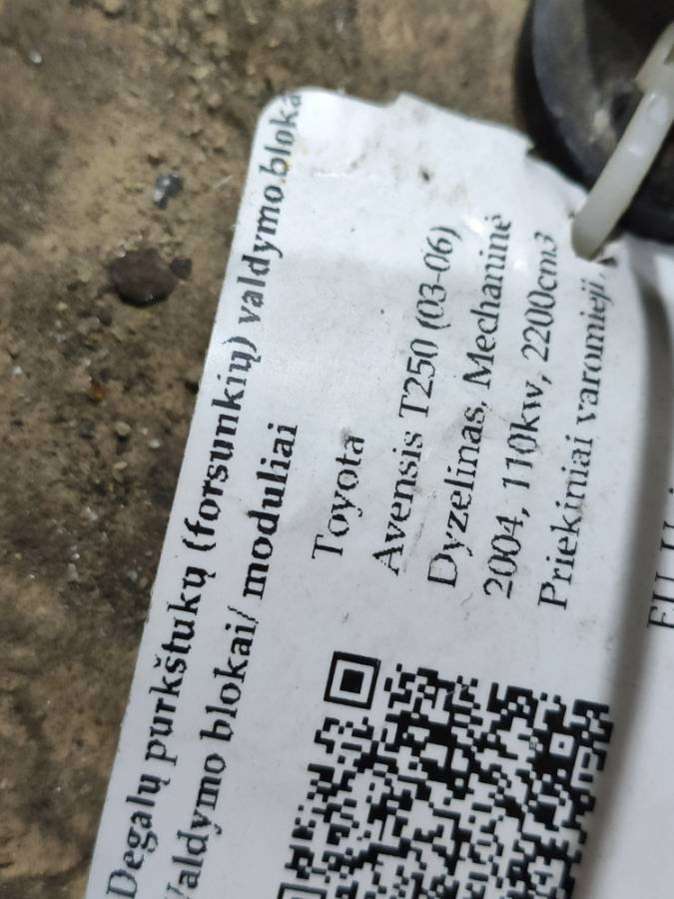 Degalų purkštukų (forsunkių) valdymo bloka
Valdymo blokai/ moduliai
Toyota
Avensis T250 (03-06)
Dyzelinas, Mechaninė
2004, 110kw, 2200cm3
Priekiniai varomieji